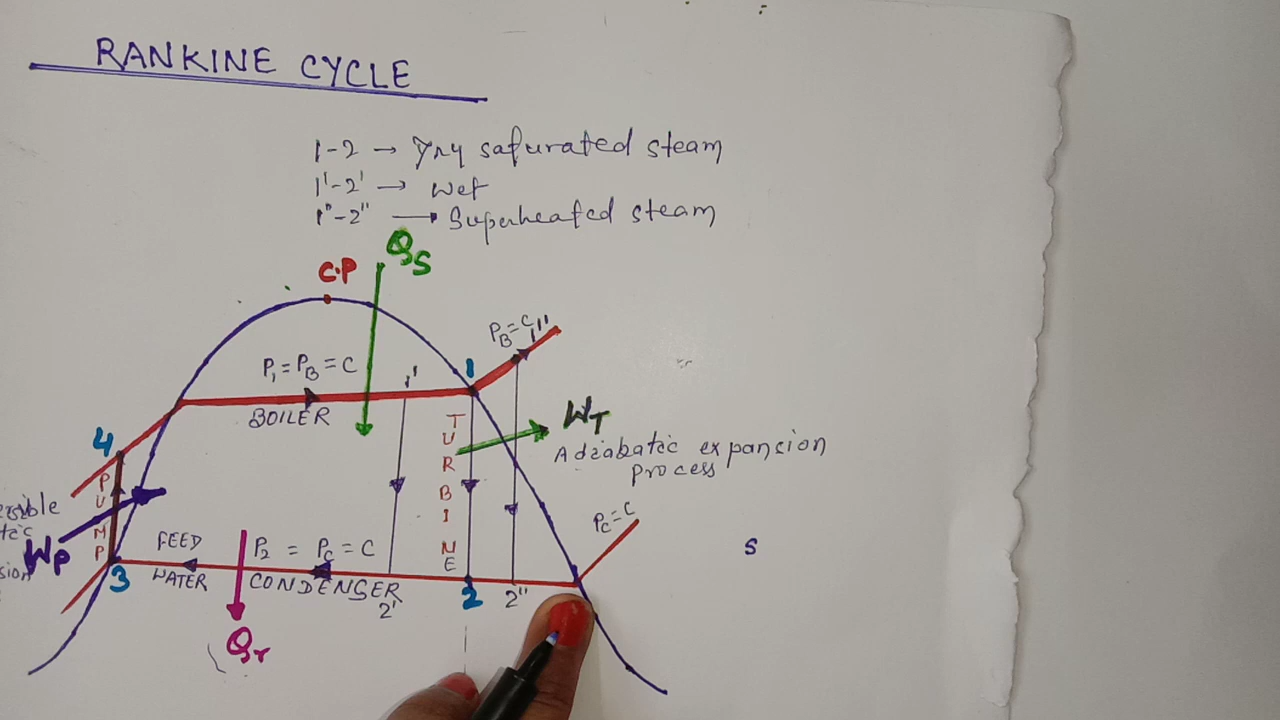 RANKINE CYCLE
1-2 → Dry saturated steam
1'-2' → Wet
1"-2" → Superheated steam
QS
C.P
PB=C
1"
1
P1=PB=C
1'
BOILER
WT
4
TURBINE
Adiabatic expansion
process
PUMP
WP
PC=C
S
FEED
WATER
P2 = PC = C
CONDENSER
3
2'
2
2"
Qr